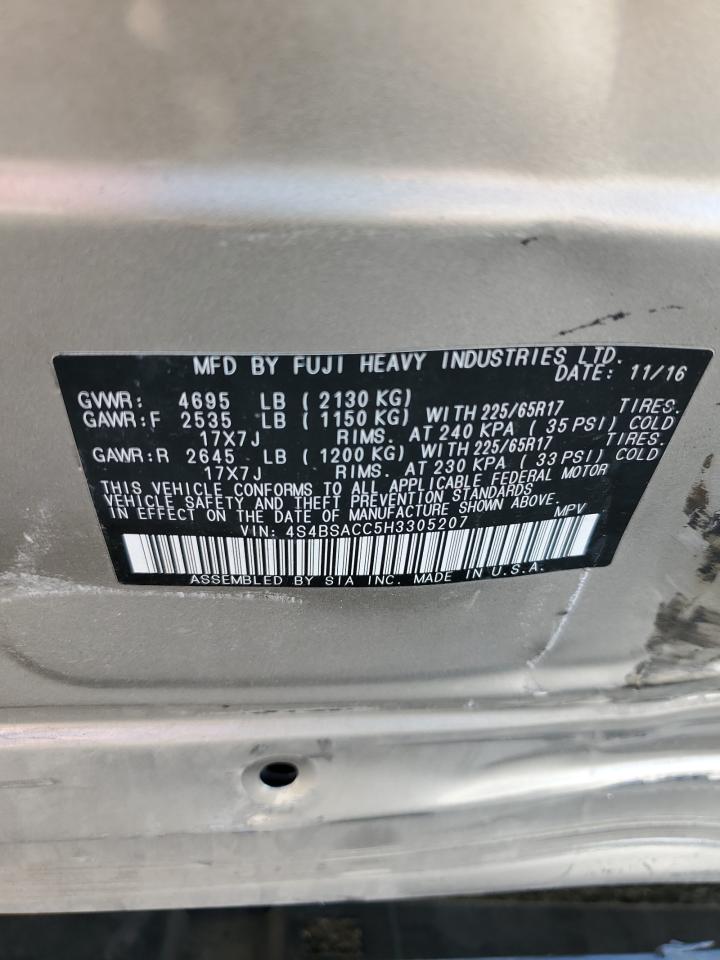 MFD BY FUJI HEAVY INDUSTRIES LTD.
DATE: 11/16
GVWR: 4695 LB (2130 KG)
GAWR:F 2535 LB (1150 KG) WITH 225/65R17 TIRES.
17X7J RIMS. AT 240 KPA (35 PSI) COLD
GAWR:R 2645 LB (1200 KG) WITH 225/65R17 TIRES.
17X7J RIMS. AT 230 KPA (33 PSI) COLD
THIS VEHICLE CONFORMS TO ALL APPLICABLE FEDERAL MOTOR
VEHICLE SAFETY AND THEFT PREVENTION STANDARDS
IN EFFECT ON THE DATE OF MANUFACTURE SHOWN ABOVE.
VIN: 4S4BSACC5H3305207 MPV
ASSEMBLED BY SIA INC. MADE IN U.S.A.